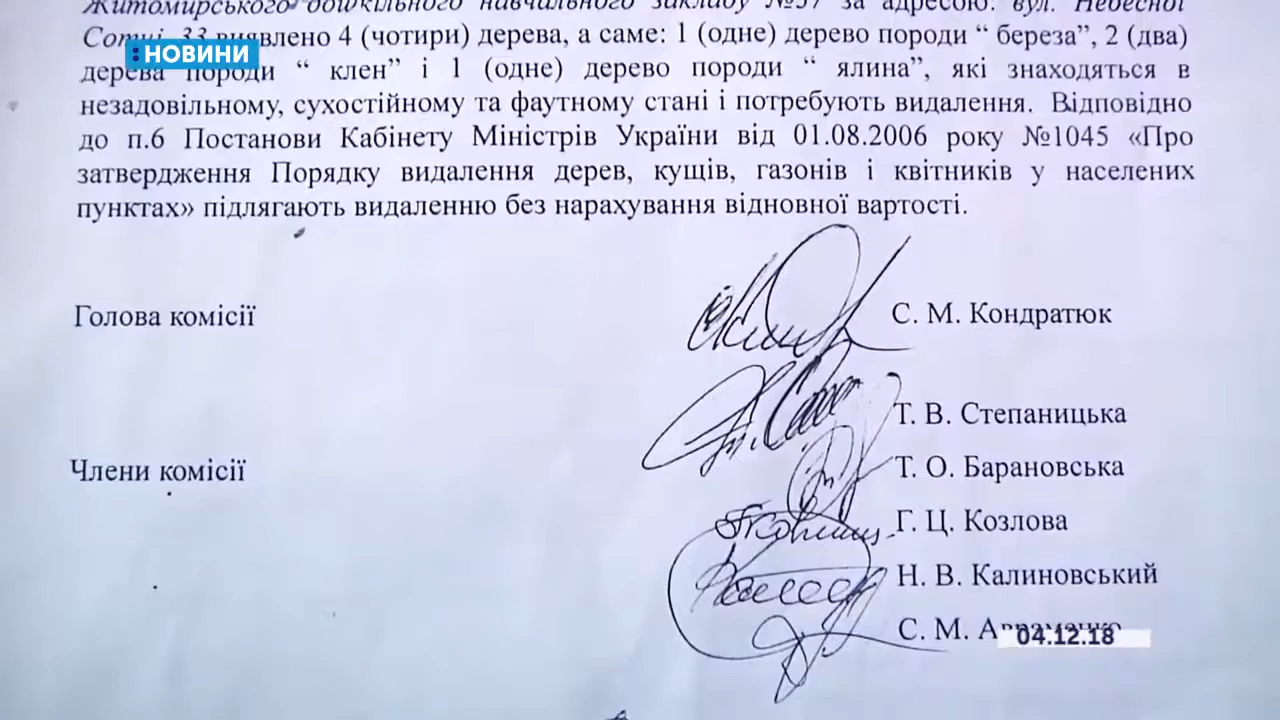 Житомирського дошкільного навчального закладу №57 за адресою: вул. Небесної
Сотні, 33 виявлено 4 (чотири) дерева, а саме: 1 (одне) дерево породи “ береза”, 2 (два)
НОВИНИ
дерева породи “ клен” і 1 (одне) дерево породи “ ялина”, які знаходяться в
незадовільному, сухостійному та фаутному стані і потребують видалення. Відповідно
до п.6 Постанови Кабінету Міністрів України від 01.08.2006 року №1045 «Про
затвердження Порядку видалення дерев, кущів, газонів і квітників у населених
пунктах» підлягають видаленню без нарахування відновної вартості.
Голова комісії
С. М. Кондратюк
Т. В. Степаницька
Члени комісії
Т. О. Барановська
Г. Ц. Козлова
Н. В. Калиновський
С. М.
04.12.18